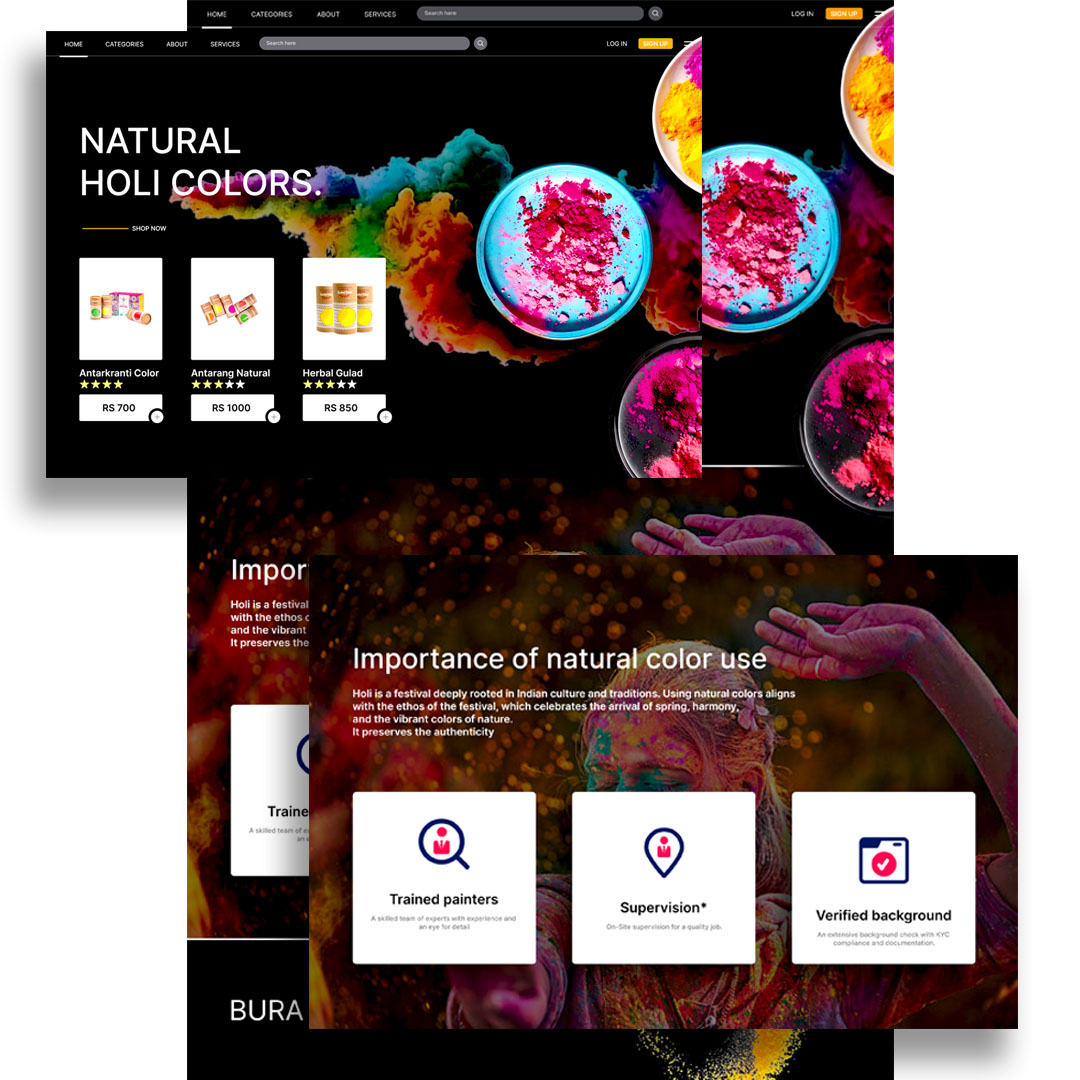 HOME CATEGORIES ABOUT SERVICES Search here LOG IN SIGN UP
HOME CATEGORIES ABOUT SERVICES Search here LOG IN SIGN UP
NATURAL
HOLI COLORS.
SHOP NOW
Antarkranti Color Antarang Natural Herbal Gulad
RS 700 RS 1000 RS 850
Impor
Holi is a festival
with the ethos
and the vibrant
It preserves the
Traine
A skilled team of
an e
BURA
Importance of natural color use
Holi is a festival deeply rooted in Indian culture and traditions. Using natural colors aligns
with the ethos of the festival, which celebrates the arrival of spring, harmony,
and the vibrant colors of nature.
It preserves the authenticity
Trained painters
A skilled team of experts with experience and
an eye for detail
Supervision*
On-Site supervision for a quality job.
Verified background
An extensive background check with KYC
compliance and documentation.